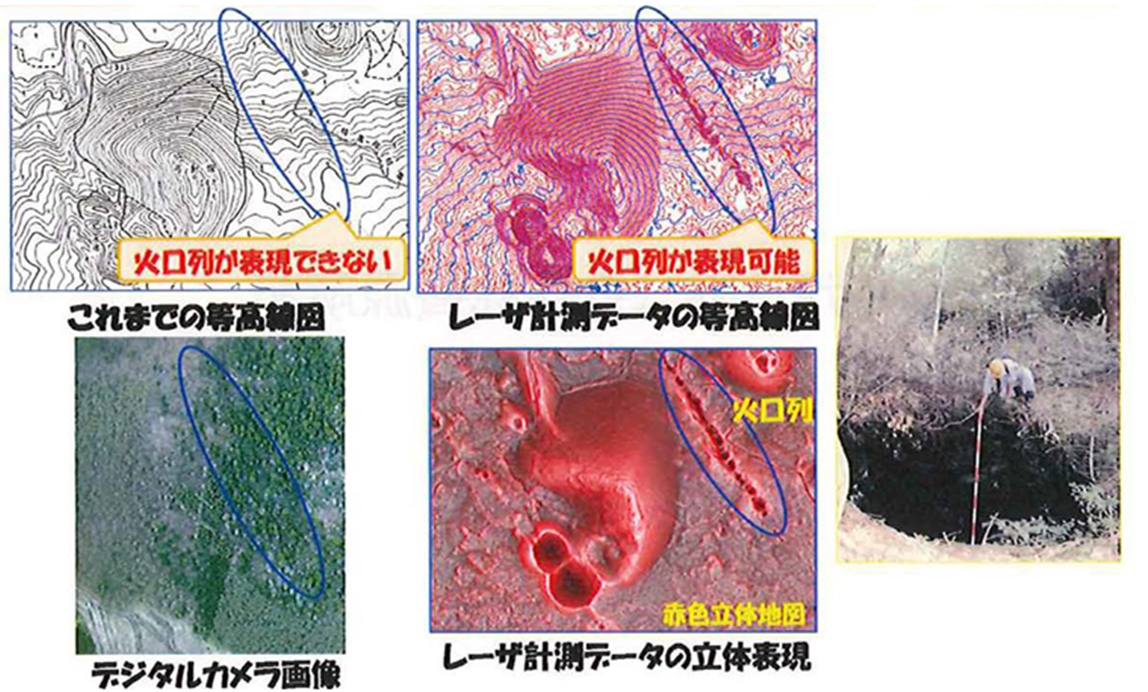 火口列が表現できない
火口列が表現可能
これまでの等高線図
レーザ計測データの等高線図
火口列
赤色立体地図
デジタルカメラ画像
レーザ計測データの立体表現